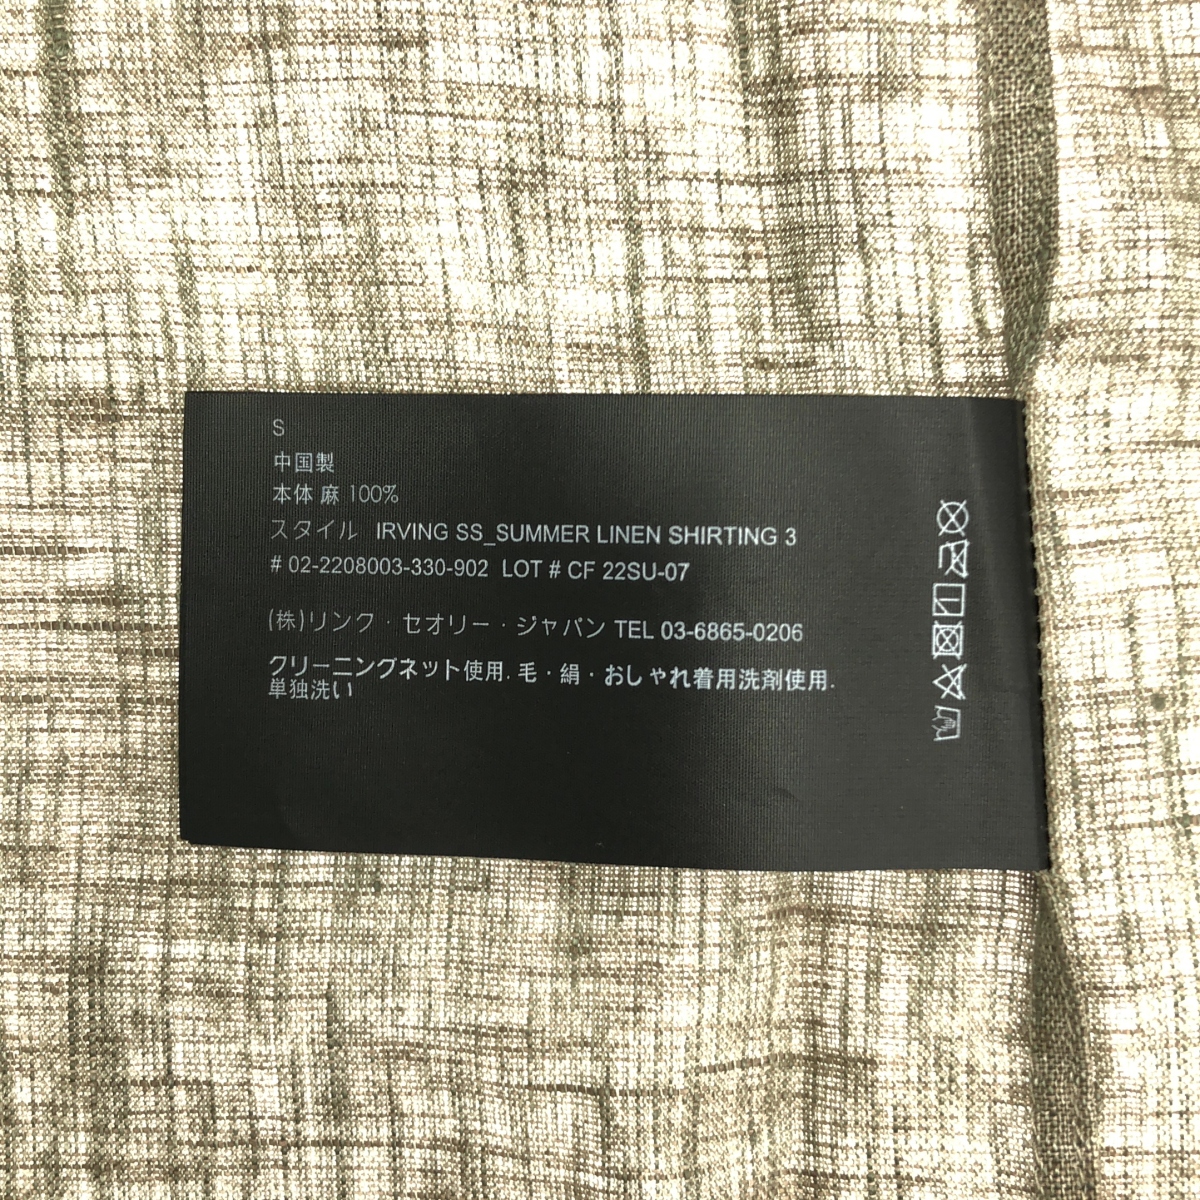 S
中国製
本体 麻 100%
スタイル IRVING SS_SUMMER LINEN SHIRTING 3
# 02-2208003-330-902 LOT # CF 22SU-07
(株)リンク・セオリー・ジャパン TEL 03-6865-0206
クリーニングネット使用. 毛・絹・おしゃれ着用洗剤使用.
単独洗い